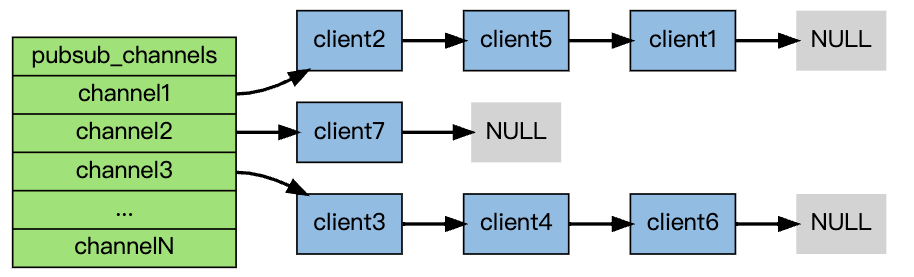 pubsub_channels
channel1
channel2
channel3
...
channelN
client2 client5 client1 NULL
client7 NULL
client3 client4 client6 NULL